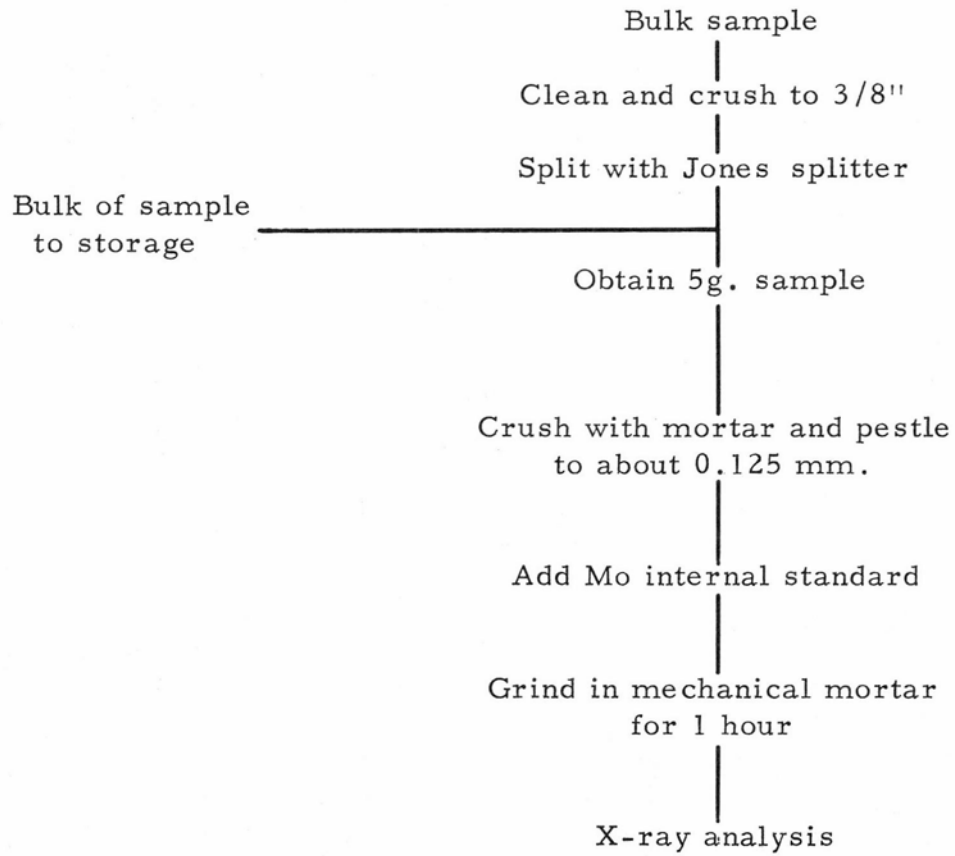 Bulk sample
Clean and crush to 3/8"
Split with Jones splitter
Bulk of sample
to storage
Obtain 5g. sample
Crush with mortar and pestle
to about 0.125 mm.
Add Mo internal standard
Grind in mechanical mortar
for 1 hour
X-ray analysis